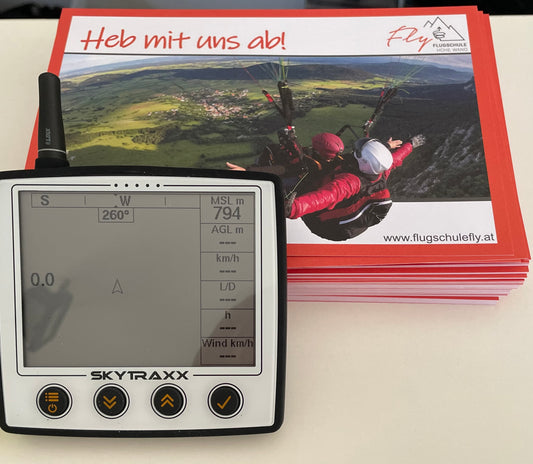 Heb mit uns ab!
Fly
FLUGSCHULE
HOHE WAND
www.flugschulefly.at
S W
260°
0.0
MSL m
794
AGL m
---
km/h
---
L/D
---
h
---
Wind km/h
---
SKYTRAXX